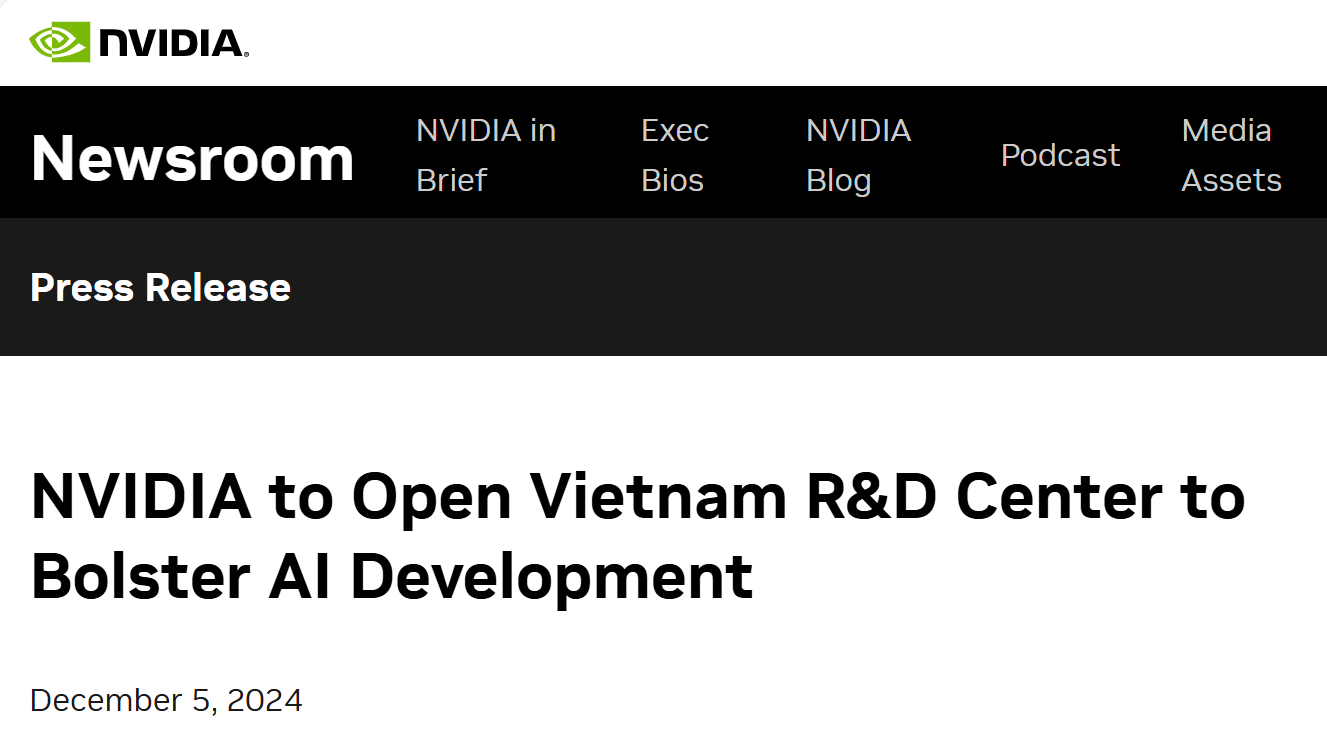 NVIDIA.
Newsroom
NVIDIA in
Brief
Exec
Bios
NVIDIA
Blog
Podcast
Media
Assets
Press Release
NVIDIA to Open Vietnam R&D Center to
Bolster AI Development
December 5, 2024